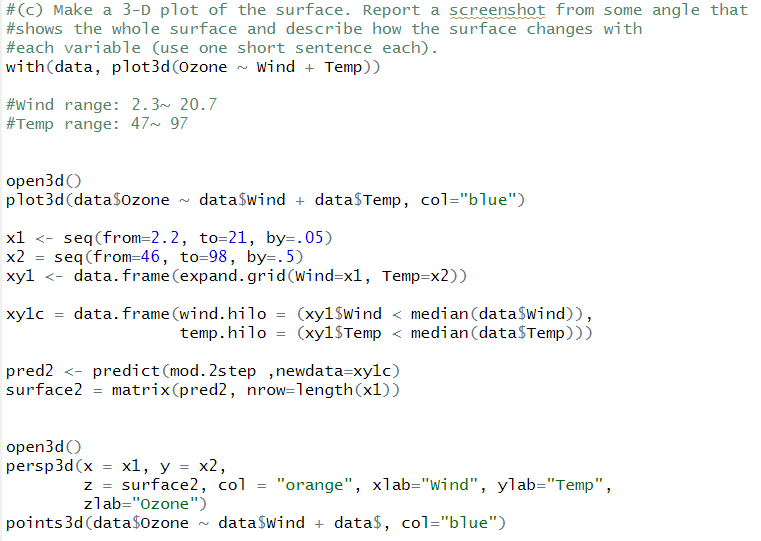 #(c) Make a 3-D plot of the surface. Report a screenshot from some angle that
#shows the whole surface and describe how the surface changes with
#each variable (use one short sentence each).
with(data, plot3d(Ozone ~ Wind + Temp))
#Wind range: 2.3~ 20.7
#Temp range: 47~ 97
open3d()
plot3d(data$Ozone ~ data$Wind + data$Temp, col="blue")
x1 <- seq(from=2.2, to=21, by=.05)
x2 = seq(from=46, to=98, by=.5)
xy1 <- data.frame(expand.grid(Wind=x1, Temp=x2))
xy1c = data.frame(wind.hilo = (xy1$Wind < median(data$Wind)),
temp.hilo = (xy1$Temp < median(data$Temp)))
pred2 <- predict(mod.2step ,newdata=xy1c)
surface2 = matrix(pred2, nrow=length(x1))
open3d()
persp3d(x = x1, y = x2,
z = surface2, col = "orange", xlab="Wind", ylab="Temp",
zlab="Ozone")
points3d(data$Ozone ~ data$Wind + data$, col="blue")